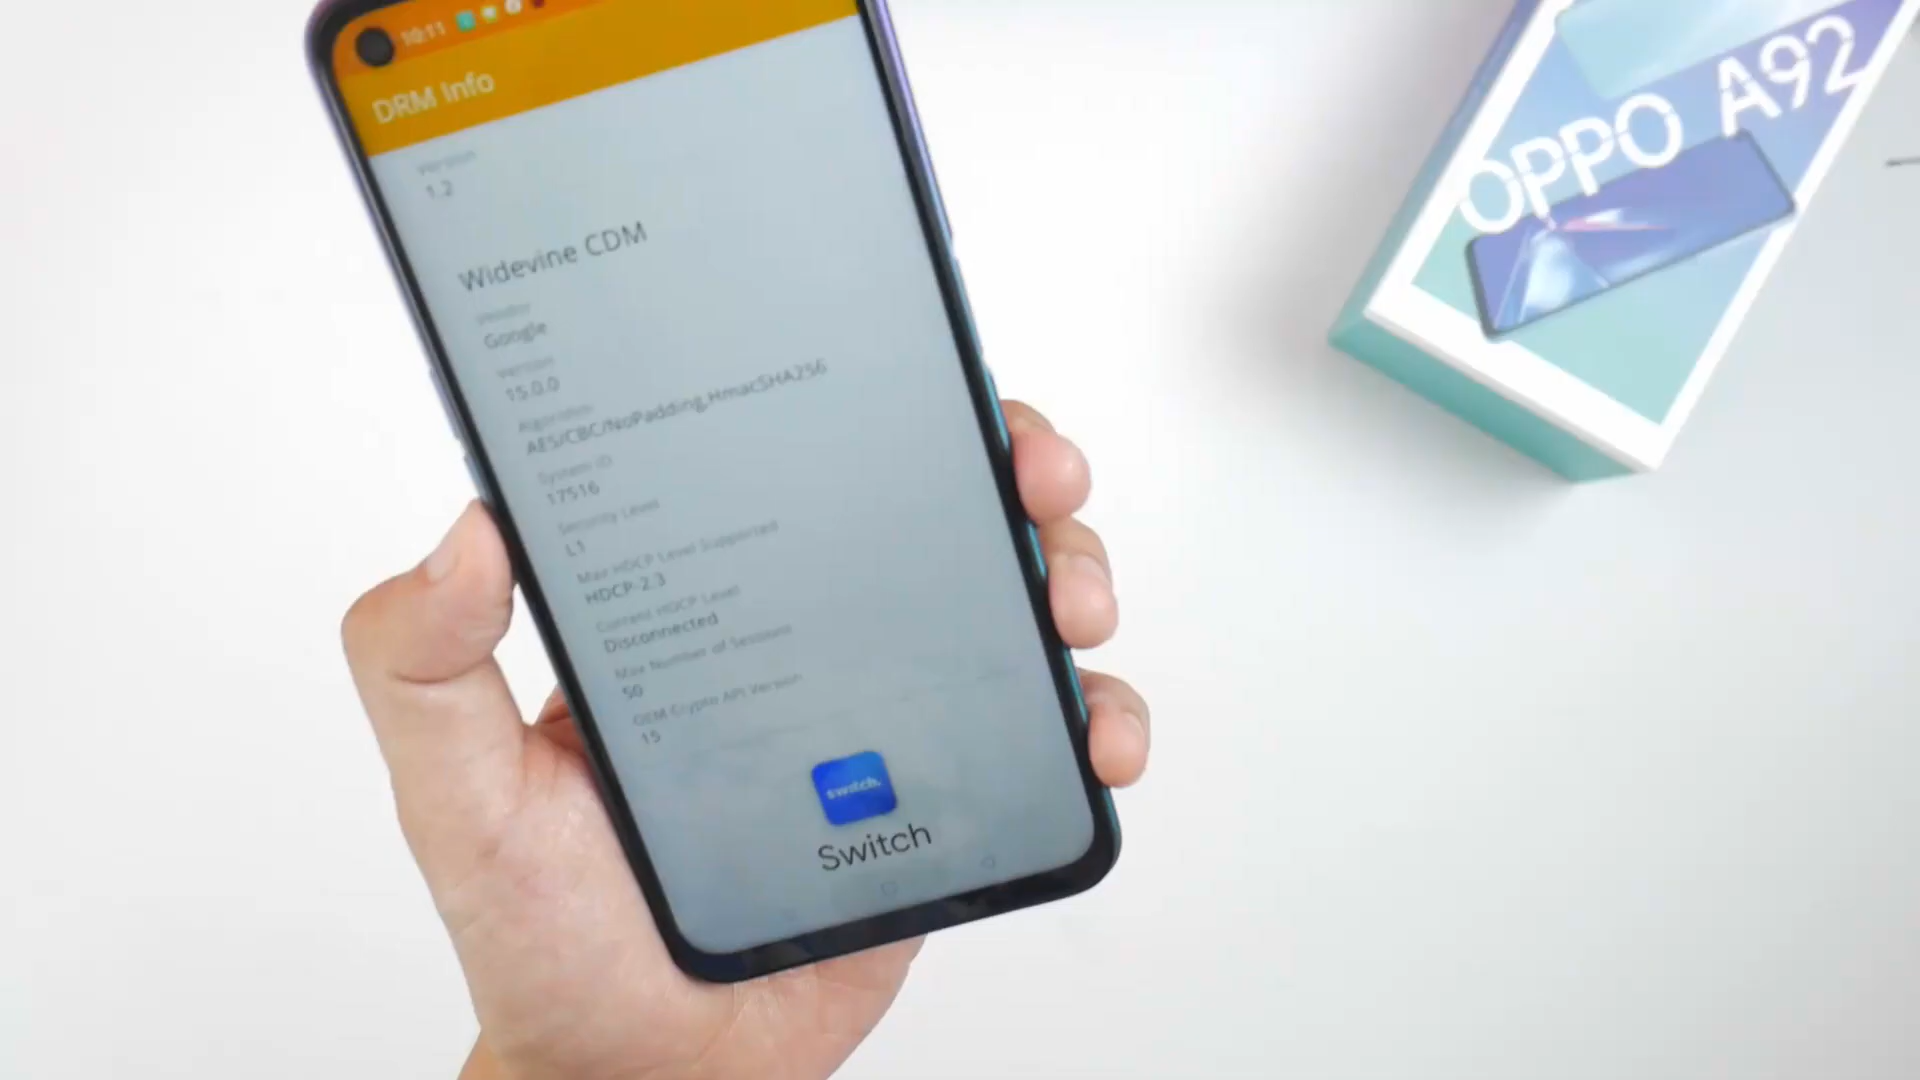 10:11
DRM Info
Version
1.2
Widevine CDM
Vendor
Google
Version
15.0.0
Algorithm
AES/CBC/NoPadding,HmacSHA256
System ID
17516
Security Level
L1
Max HDCP Level Supported
HDCP-2.3
Current HDCP Level
Disconnected
Max Number of Sessions
50
OEM Crypto API Version
15
switch.
Switch
OPPO A92